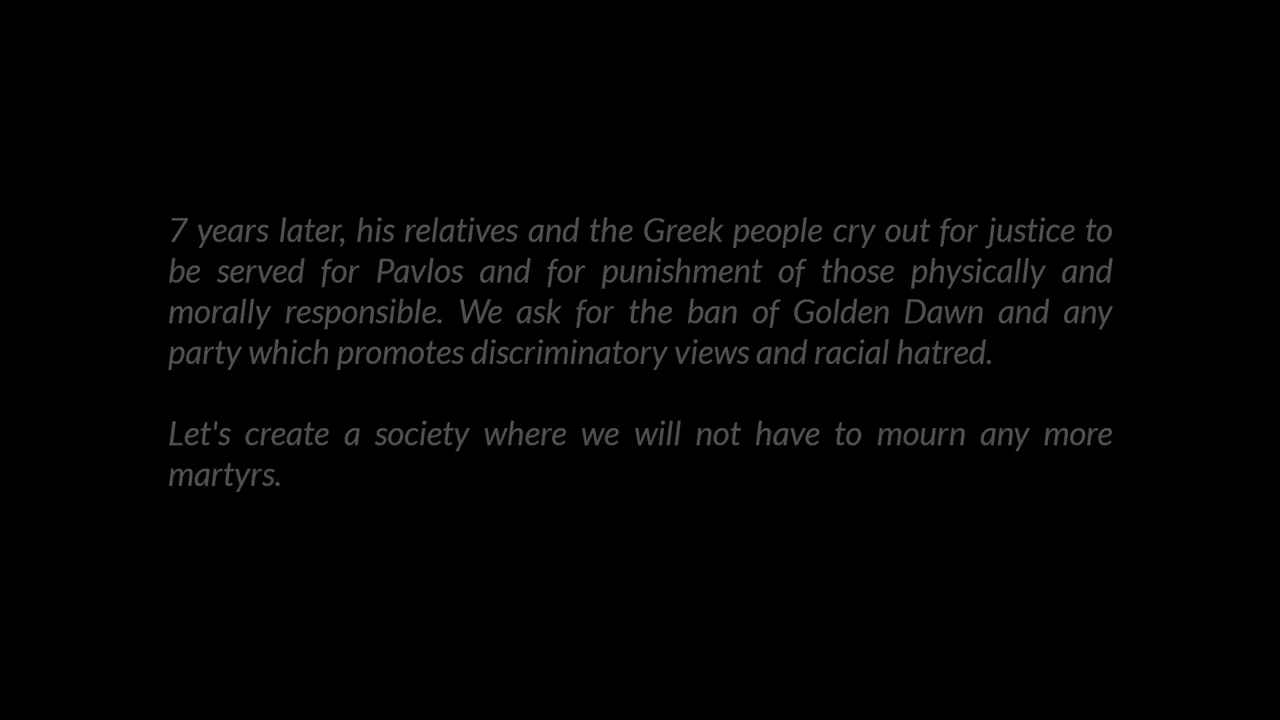 7 years later, his relatives and the Greek people cry out for justice to
be served for Pavlos and for punishment of those physically and
morally responsible. We ask for the ban of Golden Dawn and any
party which promotes discriminatory views and racial hatred.
Let's create a society where we will not have to mourn any more
martyrs.